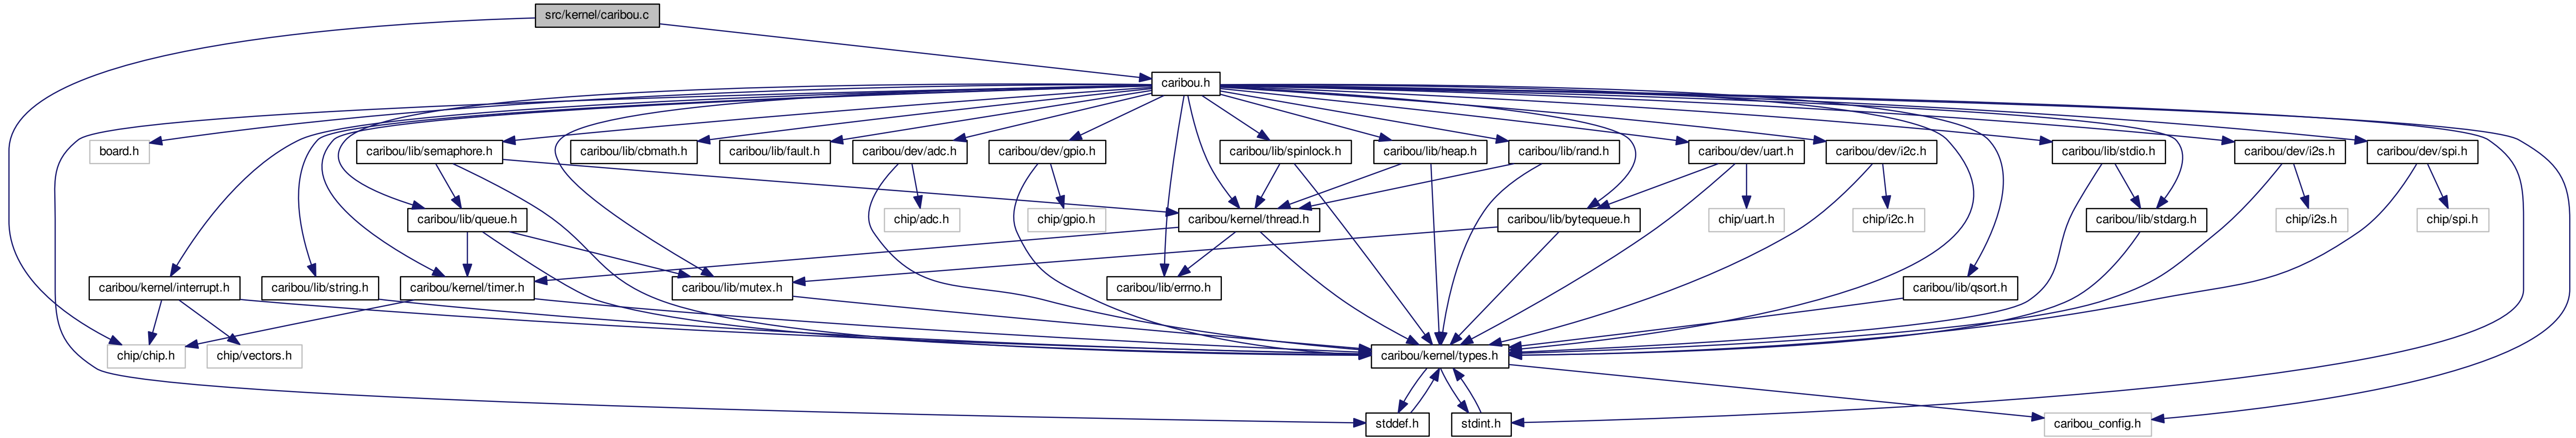 src/kernel/caribou.c
caribou.h
board.h
caribou/lib/semaphore.h
caribou/lib/cbmath.h
caribou/lib/fault.h
caribou/dev/adc.h
caribou/dev/gpio.h
caribou/lib/spinlock.h
caribou/lib/heap.h
caribou/lib/rand.h
caribou/dev/uart.h
caribou/dev/i2c.h
caribou/lib/stdio.h
caribou/dev/i2s.h
caribou/dev/spi.h
caribou/lib/queue.h
chip/adc.h
chip/gpio.h
caribou/kernel/thread.h
caribou/lib/bytequeue.h
chip/uart.h
chip/i2c.h
caribou/lib/stdarg.h
chip/i2s.h
chip/spi.h
caribou/kernel/interrupt.h
caribou/lib/string.h
caribou/kernel/timer.h
caribou/lib/mutex.h
caribou/lib/errno.h
caribou/lib/qsort.h
chip/chip.h
chip/vectors.h
caribou/kernel/types.h
stddef.h
stdint.h
caribou_config.h